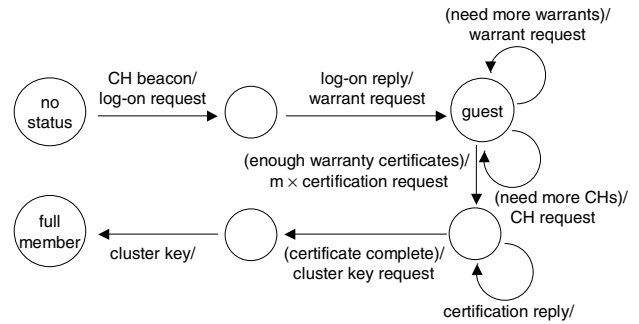 (need more warrants)/
warrant request
CH beacon/
log-on request
log-on reply/
warrant request
no
status
guest
(enough warranty certificates)/
m × certification request
(need more CHs)/
CH request
full
member
cluster key/
(certificate complete)/
cluster key request
certification reply/